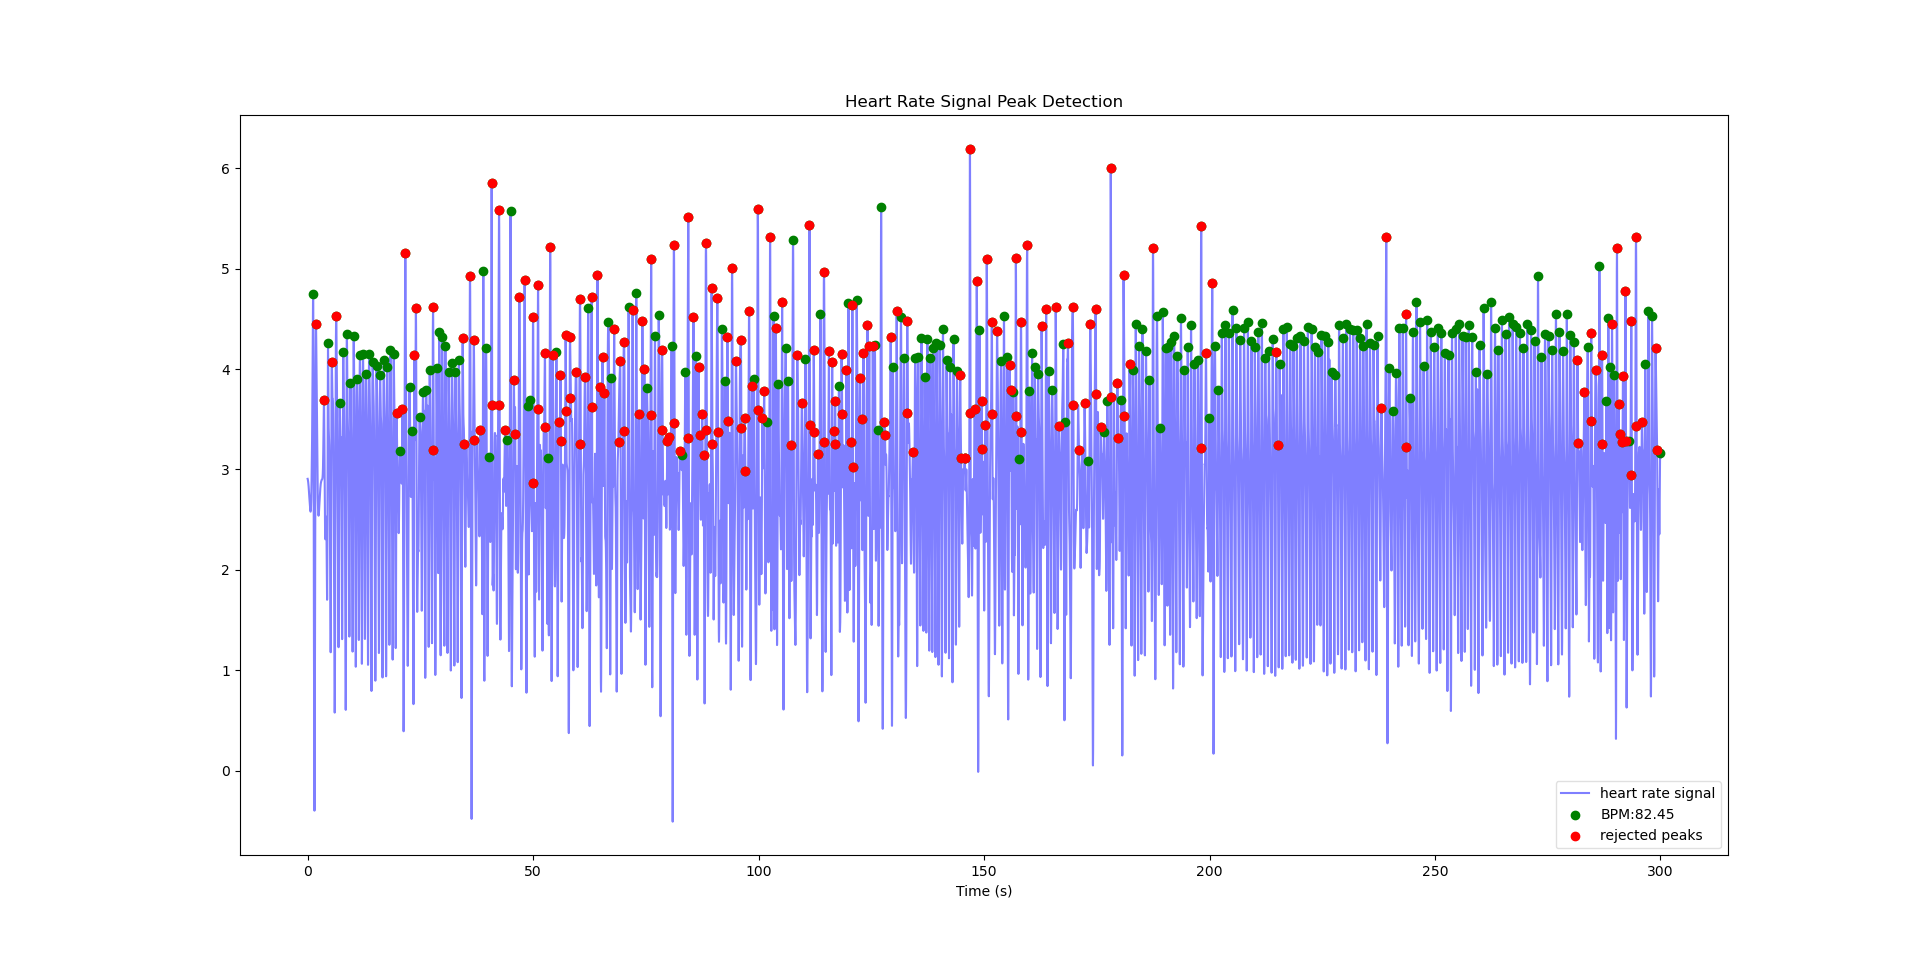 Heart Rate Signal Peak Detection
6
5
4
3
2
1
0
heart rate signal
BPM:82.45
rejected peaks
0 50 100 150 200 250 300
Time (s)